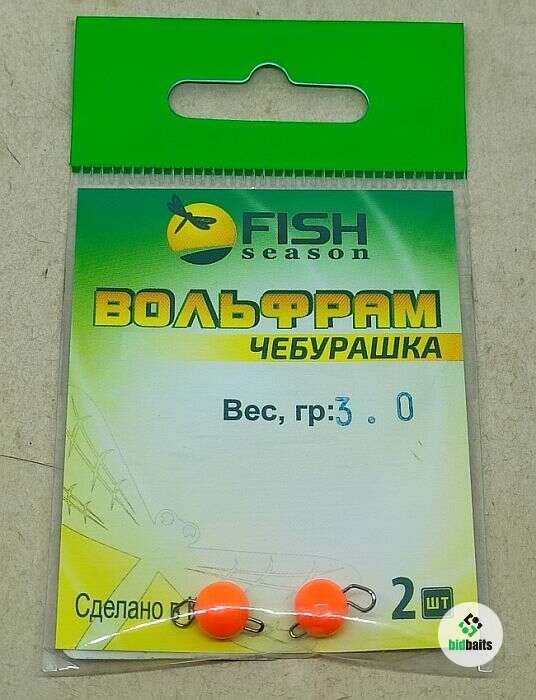 FISH
season
ВОЛЬФРАМ
ЧЕБУРАШКА
Вес, гр:3.0
Сделано в
2 шт
bidbaits